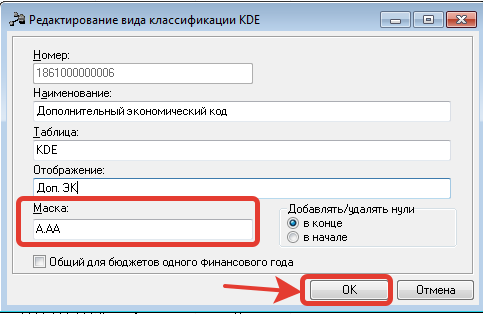 Редактирование вида классификации KDE
Номер:
1861000000006
Наименование:
Дополнительный экономический код
Таблица:
KDE
Отображение:
Доп. ЭК
Маска:
А.АА
Добавлять/удалять нули
в конце
в начале
Общий для бюджетов одного финансового года
OK
Отмена